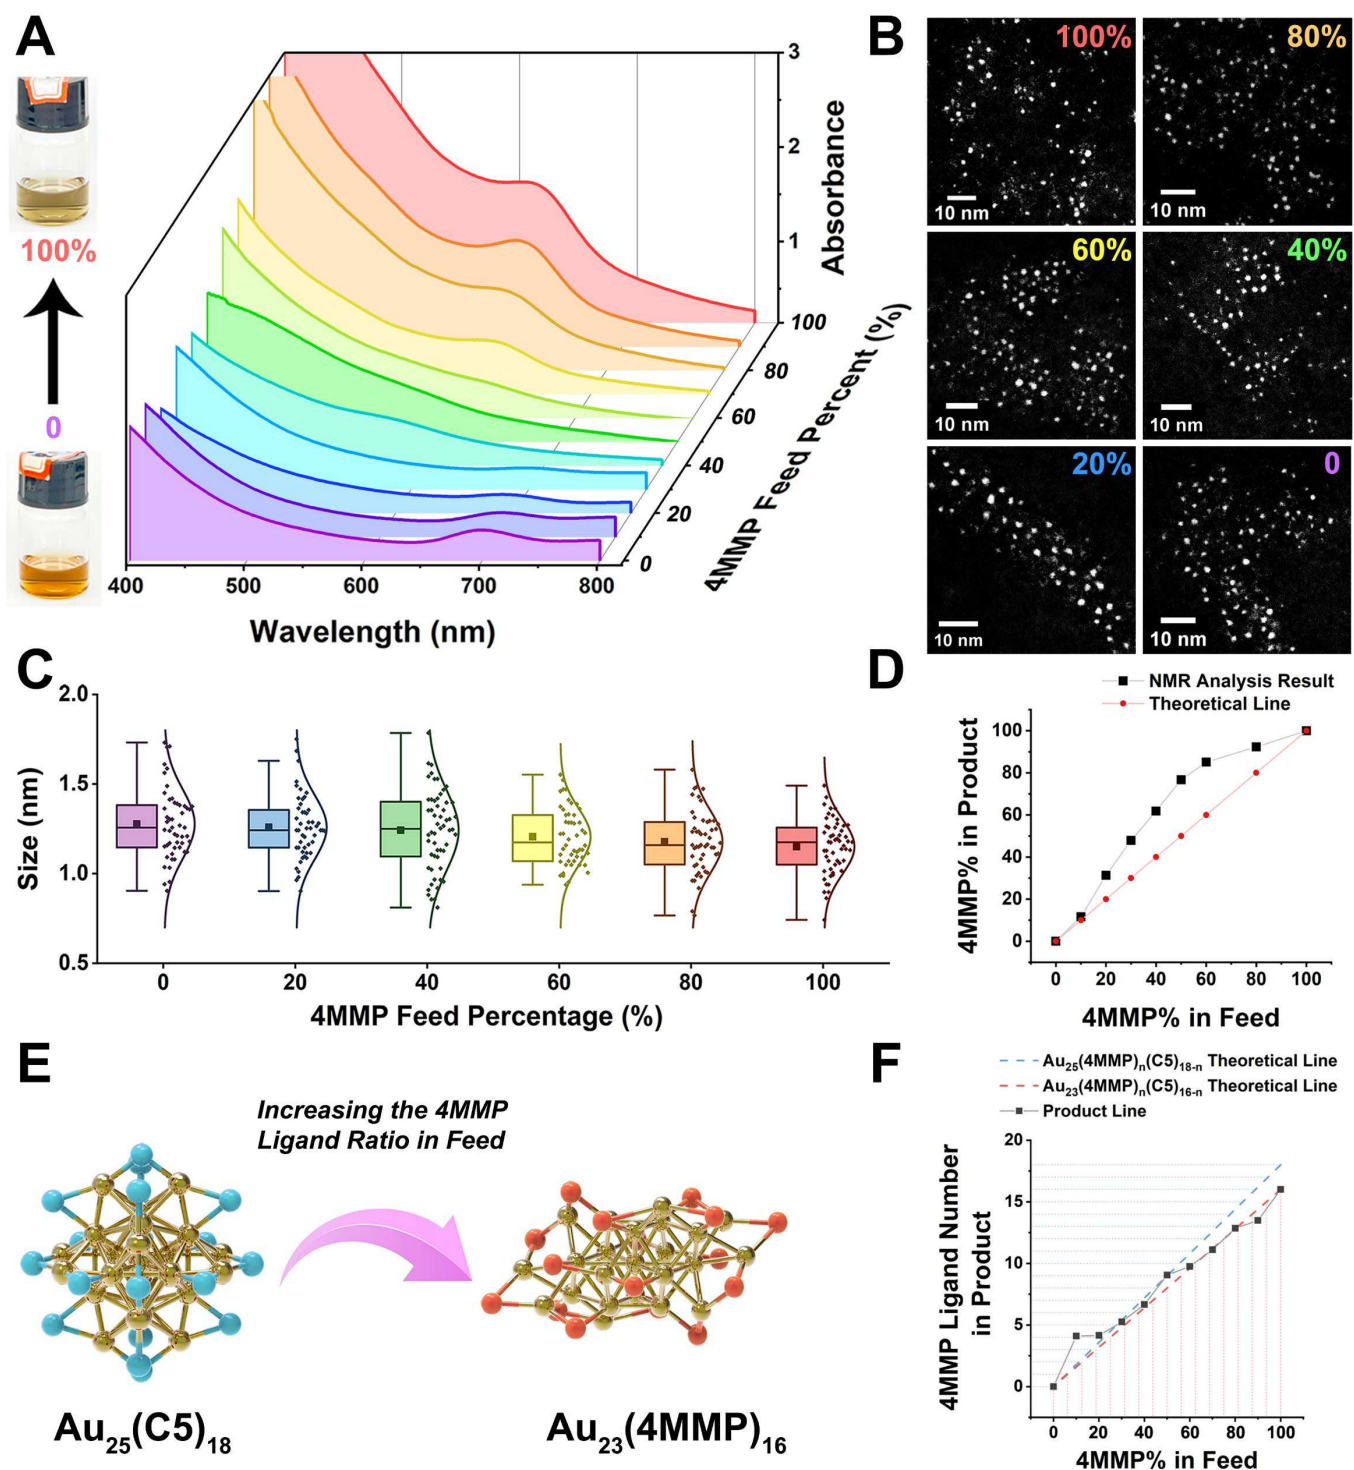 A
100%
0
3
2
1
Absorbance
100
80
60
40
20
0
4MMP Feed Percent (%)
400 500 600 700 800
Wavelength (nm)
B
100%
10 nm
80%
10 nm
60%
10 nm
40%
10 nm
20%
10 nm
0
10 nm
C
2.0
1.5
1.0
0.5
Size (nm)
0 20 40 60 80 100
4MMP Feed Percentage (%)
D
NMR Analysis Result
Theoretical Line
100
80
60
40
20
0
4MMP% in Product
0 20 40 60 80 100
4MMP% in Feed
E
Increasing the 4MMP
Ligand Ratio in Feed
Au₂₅(C5)₁₈
Au₂₃(4MMP)₁₆
F
Au₂₅(4MMP)ₙ(C5)₁₈₋ₙ Theoretical Line
Au₂₃(4MMP)ₙ(C5)₁₆₋ₙ Theoretical Line
Product Line
20
15
10
5
0
4MMP Ligand Number
in Product
0 20 40 60 80 100
4MMP% in Feed